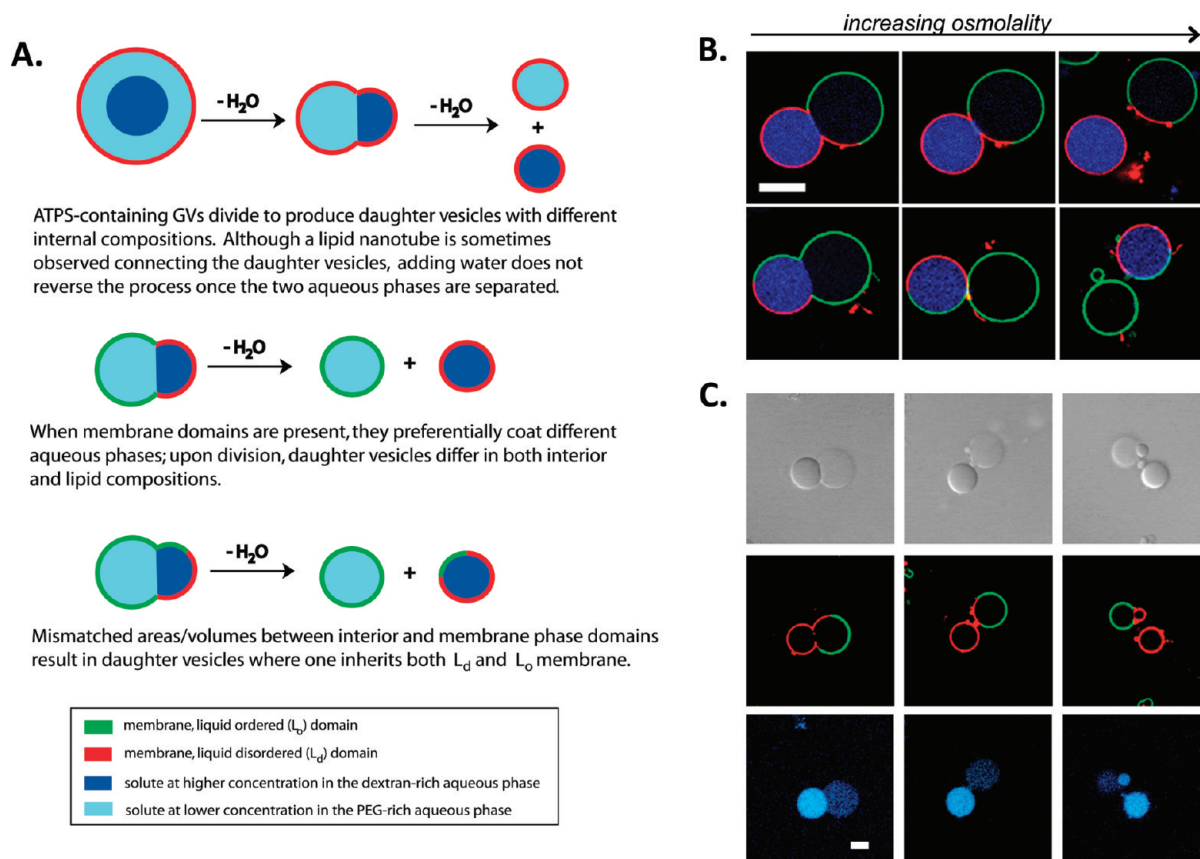 A.
-H2O
-H2O
+
ATPS-containing GVs divide to produce daughter vesicles with different
internal compositions. Although a lipid nanotube is sometimes
observed connecting the daughter vesicles, adding water does not
reverse the process once the two aqueous phases are separated.
-H2O
+
When membrane domains are present, they preferentially coat different
aqueous phases; upon division, daughter vesicles differ in both interior
and lipid compositions.
-H2O
+
Mismatched areas/volumes between interior and membrane phase domains
result in daughter vesicles where one inherits both Ld and Lo membrane.
membrane, liquid ordered (Lo) domain
membrane, liquid disordered (Ld) domain
solute at higher concentration in the dextran-rich aqueous phase
solute at lower concentration in the PEG-rich aqueous phase
increasing osmolality
B.
C.